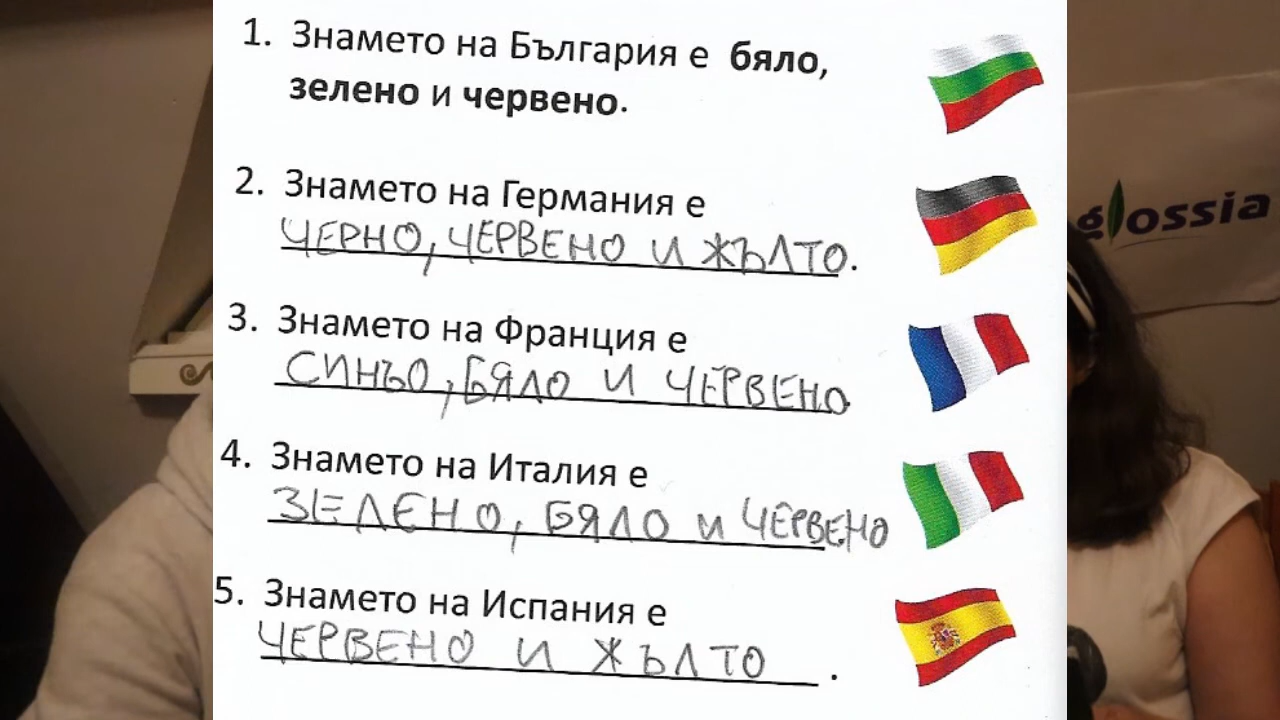 1. Знамето на България е бяло,
зелено и червено.
2. Знамето на Германия е
ЧЕРНО, ЧЕРВЕНО И ЖЪЛТО.
3. Знамето на Франция е
СИНЬО, БЯЛО И ЧЕРВЕНО.
4. Знамето на Италия е
ЗЕЛЕНО, БЯЛО И ЧЕРВЕНО
5. Знамето на Испания е
ЧЕРВЕНО И ЖЪЛТО.
glossia